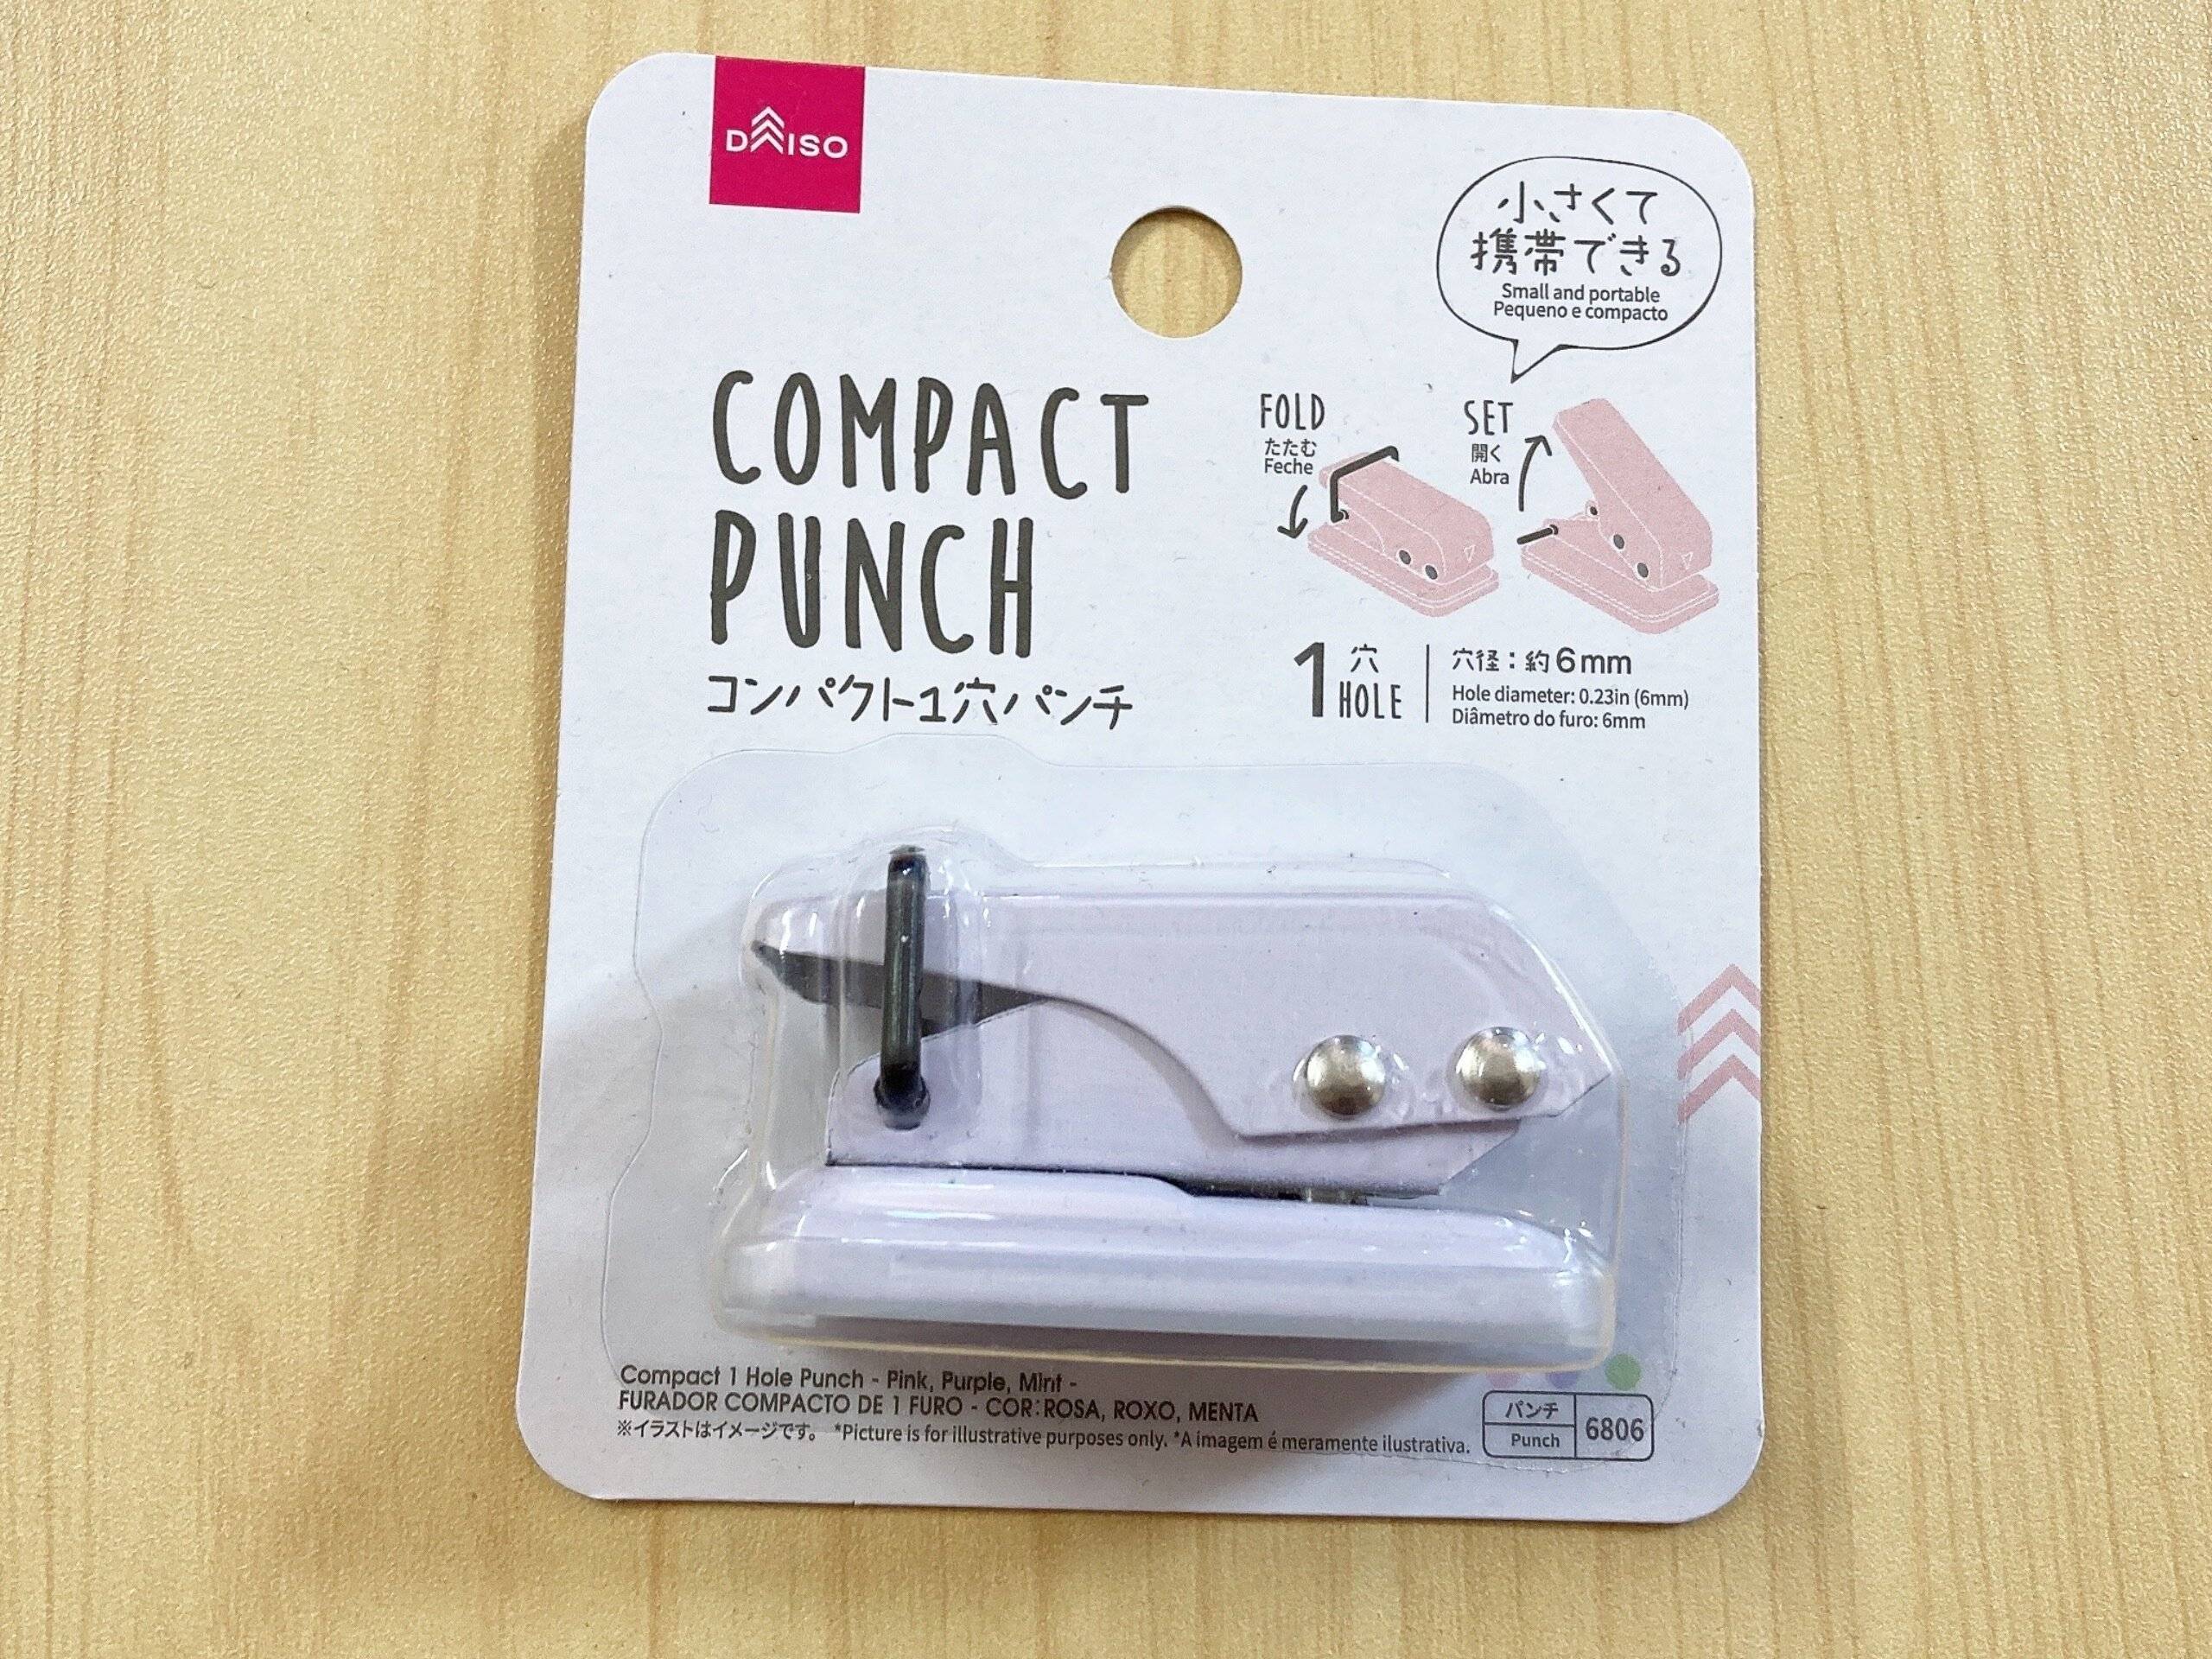 DAISO
小さくて
携帯できる
Small and portable
Pequeno e compacto
COMPACT
PUNCH
コンパクト1穴パンチ
FOLD
たたむ
Feche
SET
開く
Abra
1穴
HOLE
穴径：約6mm
Hole diameter: 0.23in (6mm)
Diâmetro do furo: 6mm
Compact 1 Hole Punch - Pink, Purple, Mint -
FURADOR COMPACTO DE 1 FURO - COR:ROSA, ROXO, MENTA
※イラストはイメージです。 *Picture is for illustrative purposes only. *A imagem é meramente ilustrativa.
パンチ
Punch
6806